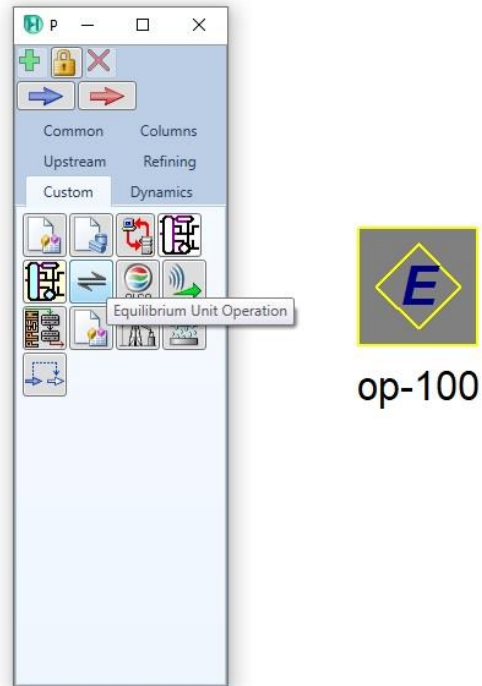 P
Common Columns
Upstream Refining
Custom Dynamics
Equilibrium Unit Operation
E
op-100